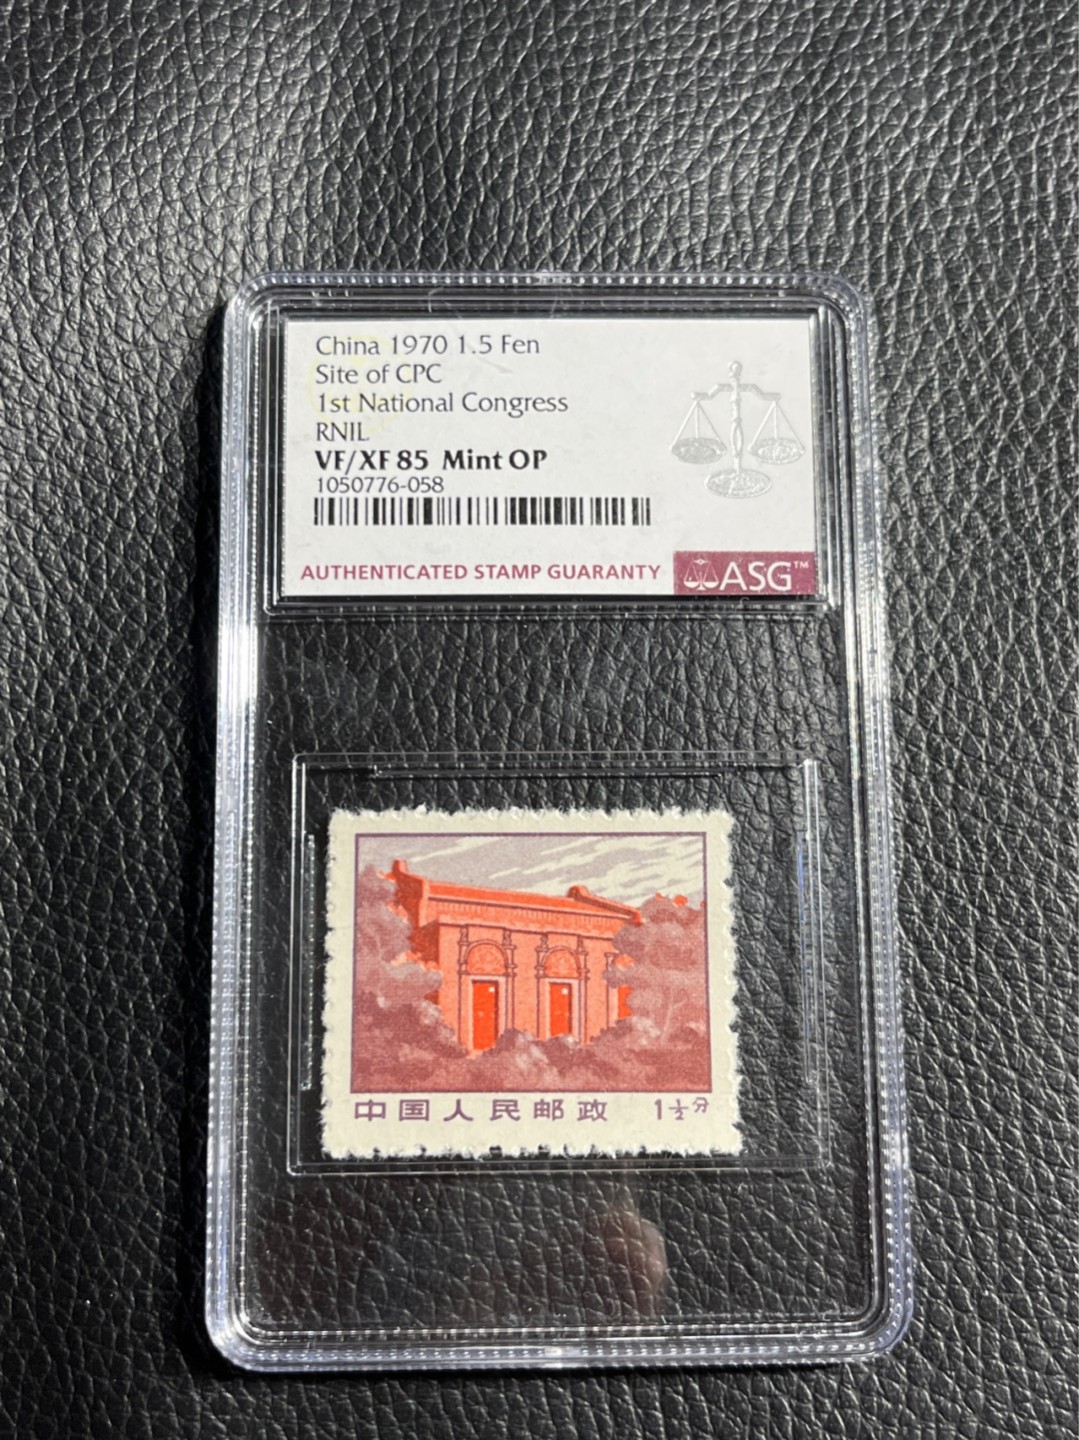 China 1970 1.5 Fen
Site of CPC
1st National Congress
RNIL
VF/XF 85 Mint OP
1050776-058
AUTHENTICATED STAMP GUARANTY
ASG™
中国人民邮政 1½分